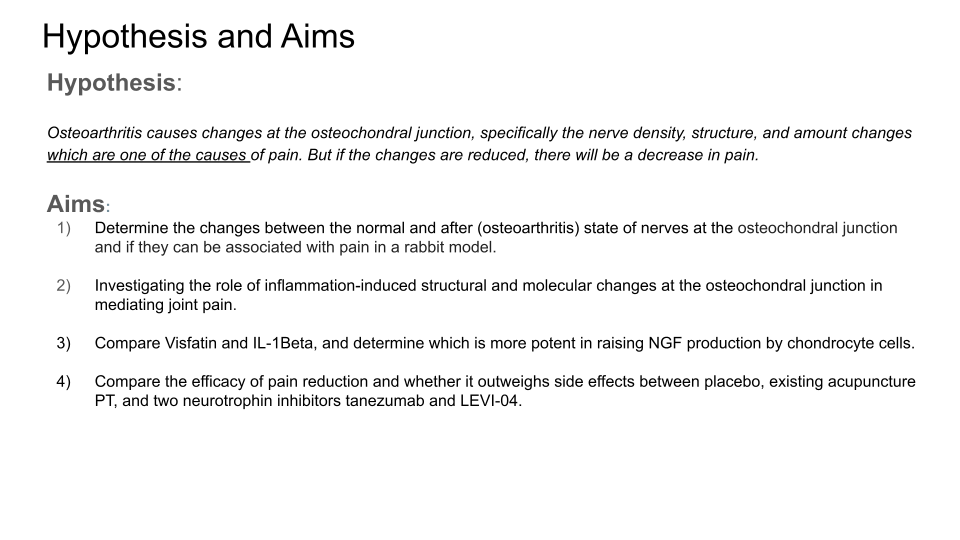 Hypothesis and Aims
Hypothesis:
Osteoarthritis causes changes at the osteochondral junction, specifically the nerve density, structure, and amount changes
which are one of the causes of pain. But if the changes are reduced, there will be a decrease in pain.
Aims:
1) Determine the changes between the normal and after (osteoarthritis) state of nerves at the osteochondral junction
and if they can be associated with pain in a rabbit model.
2) Investigating the role of inflammation-induced structural and molecular changes at the osteochondral junction in
mediating joint pain.
3) Compare Visfatin and IL-1Beta, and determine which is more potent in raising NGF production by chondrocyte cells.
4) Compare the efficacy of pain reduction and whether it outweighs side effects between placebo, existing acupuncture
PT, and two neurotrophin inhibitors tanezumab and LEVI-04.